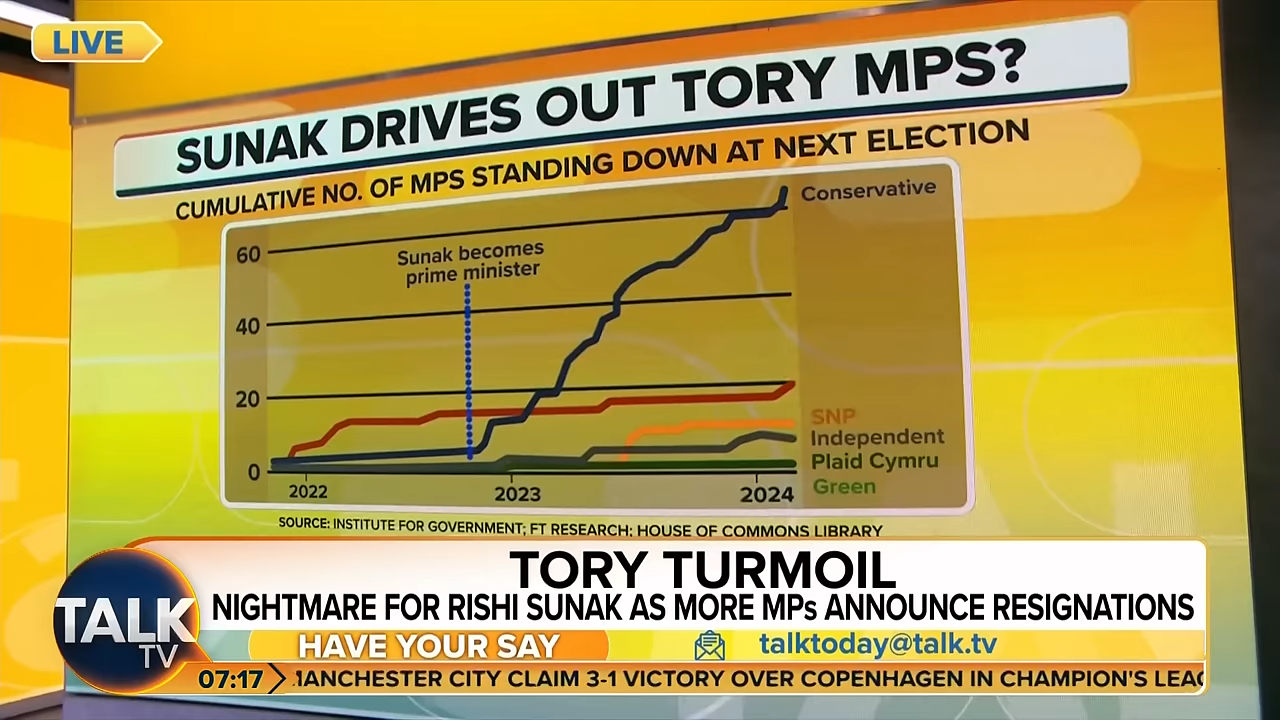 LIVE
SUNAK DRIVES OUT TORY MPS?
CUMULATIVE NO. OF MPS STANDING DOWN AT NEXT ELECTION
Conservative
60
Sunak becomes
prime minister
40
20
SNP
Independent
Plaid Cymru
0
Green
2022
2023
2024
SOURCE: INSTITUTE FOR GOVERNMENT; FT RESEARCH; HOUSE OF COMMONS LIBRARY
TORY TURMOIL
NIGHTMARE FOR RISHI SUNAK AS MORE MPs ANNOUNCE RESIGNATIONS
TALK
TV
HAVE YOUR SAY
talktoday@talk.tv
07:17
MANCHESTER CITY CLAIM 3-1 VICTORY OVER COPENHAGEN IN CHAMPION'S LEAG